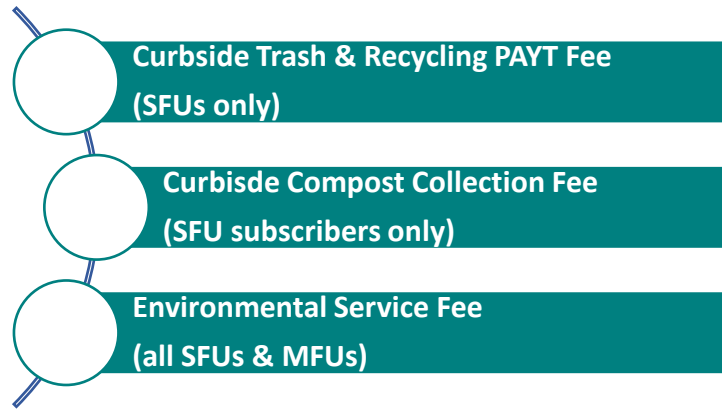 Curbside Trash & Recycling PAYT Fee
(SFUs only)
Curbisde Compost Collection Fee
(SFU subscribers only)
Environmental Service Fee
(all SFUs & MFUs)